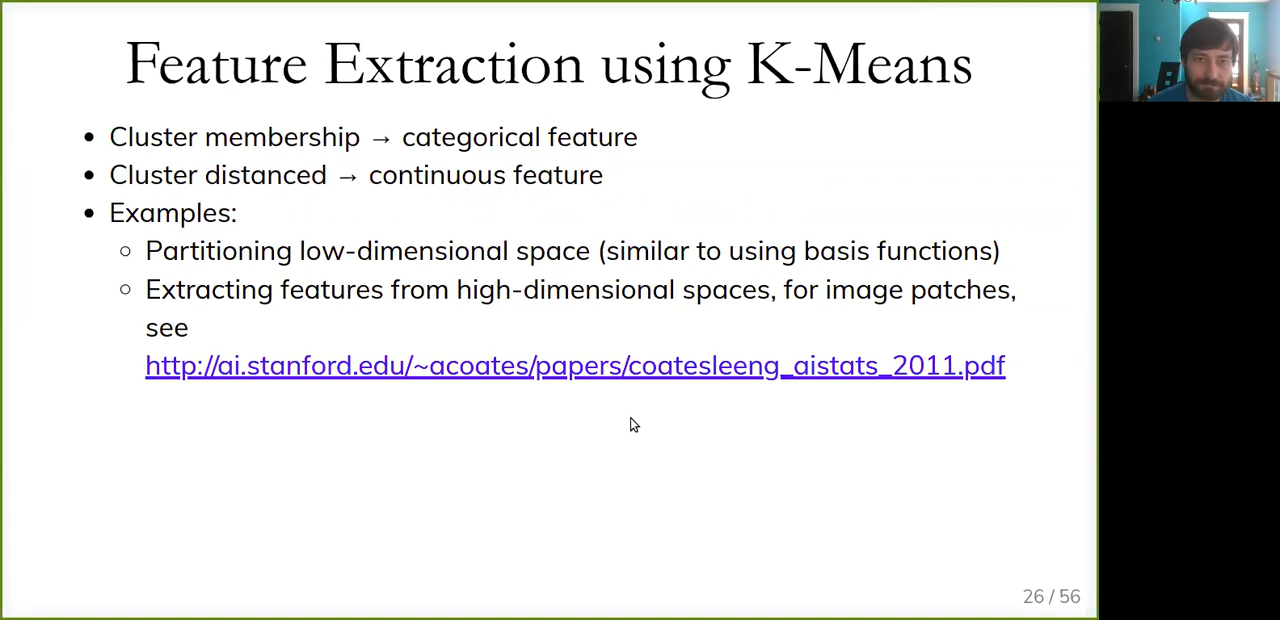 Feature Extraction using K-Means
• Cluster membership → categorical feature
• Cluster distanced → continuous feature
• Examples:
○ Partitioning low-dimensional space (similar to using basis functions)
○ Extracting features from high-dimensional spaces, for image patches,
see
http://ai.stanford.edu/~acoates/papers/coatesleeng_aistats_2011.pdf
26 / 56